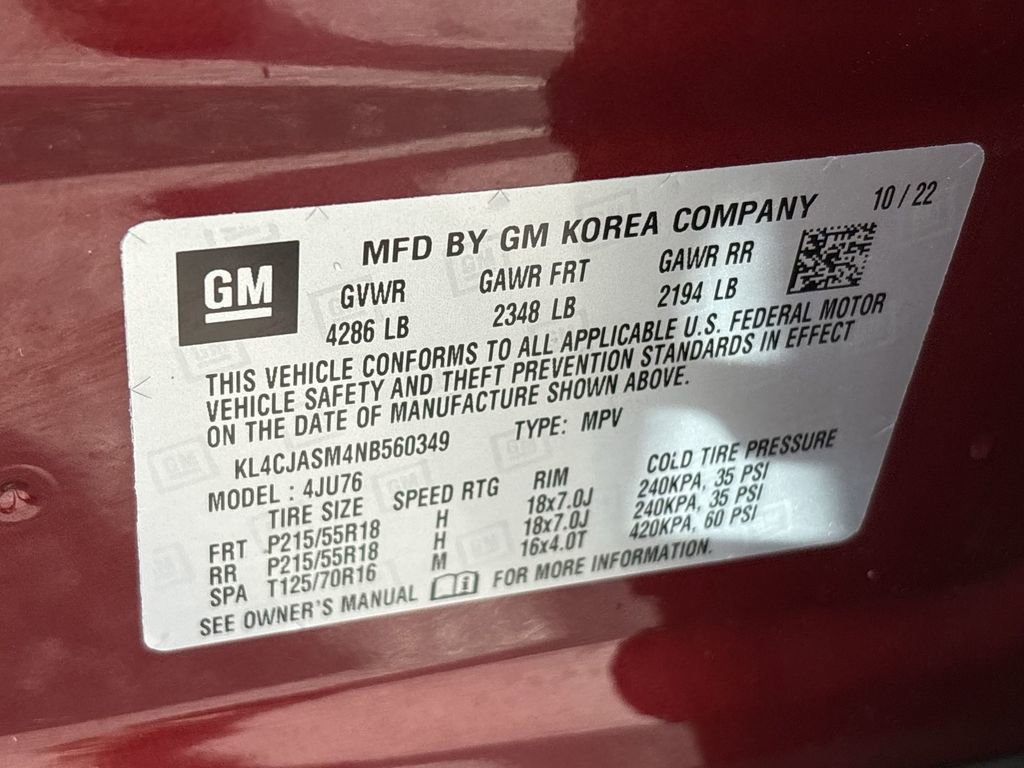 GM
MFD BY GM KOREA COMPANY 10 / 22
GVWR GAWR FRT GAWR RR
4286 LB 2348 LB 2194 LB
THIS VEHICLE CONFORMS TO ALL APPLICABLE U.S. FEDERAL MOTOR
VEHICLE SAFETY AND THEFT PREVENTION STANDARDS IN EFFECT
ON THE DATE OF MANUFACTURE SHOWN ABOVE.
KL4CJASM4NB560349 TYPE: MPV
MODEL : 4JU76
TIRE SIZE SPEED RTG RIM COLD TIRE PRESSURE
FRT P215/55R18 H 18x7.0J 240KPA, 35 PSI
RR P215/55R18 H 18x7.0J 240KPA, 35 PSI
SPA T125/70R16 M 16x4.0T 420KPA, 60 PSI
SEE OWNER'S MANUAL FOR MORE INFORMATION.